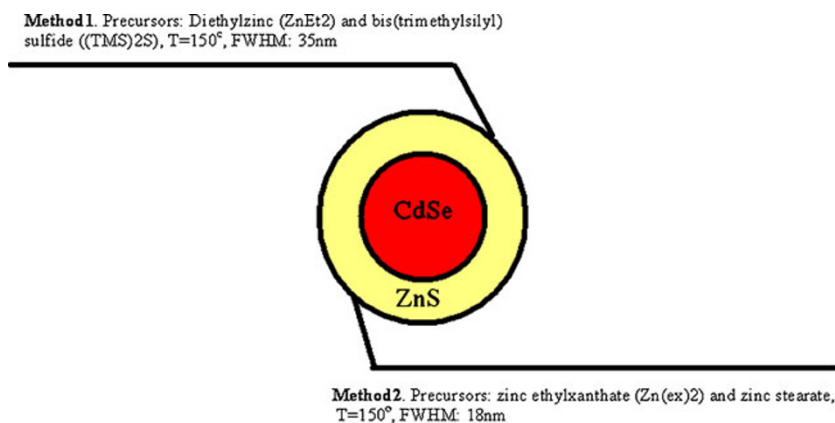 Method1. Precursors: Diethylzinc (ZnEt2) and bis(trimethylsilyl)
sulfide ((TMS)2S), T=150°, FWHM: 35nm
CdSe
ZnS
Method2. Precursors: zinc ethylxanthate (Zn(ex)2) and zinc stearate,
T=150°, FWHM: 18nm